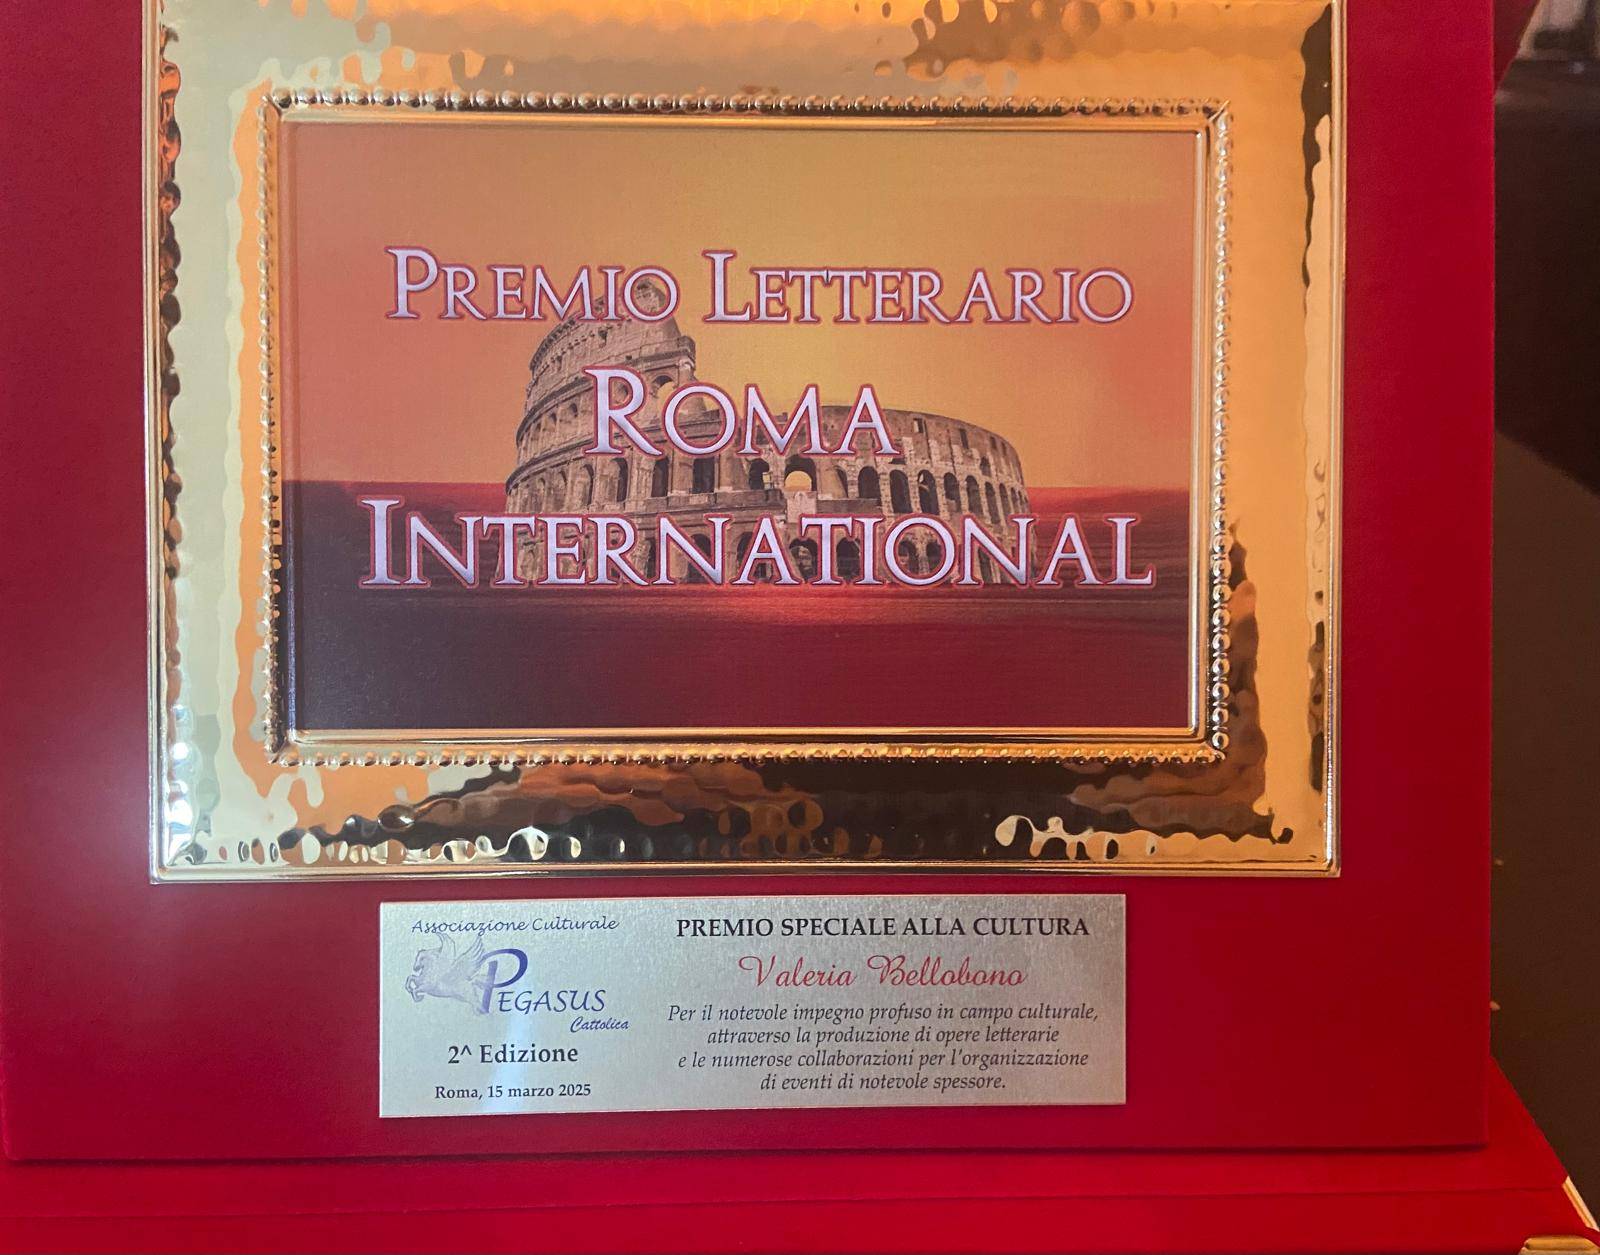 PREMIO LETTERARIO
ROMA
INTERNATIONAL
Associazione Culturale
PEGASUS
Cattolica
2^ Edizione
Roma, 15 marzo 2025
PREMIO SPECIALE ALLA CULTURA
Valeria Bellobono
Per il notevole impegno profuso in campo culturale,
attraverso la produzione di opere letterarie
e le numerose collaborazioni per l'organizzazione
di eventi di notevole spessore.